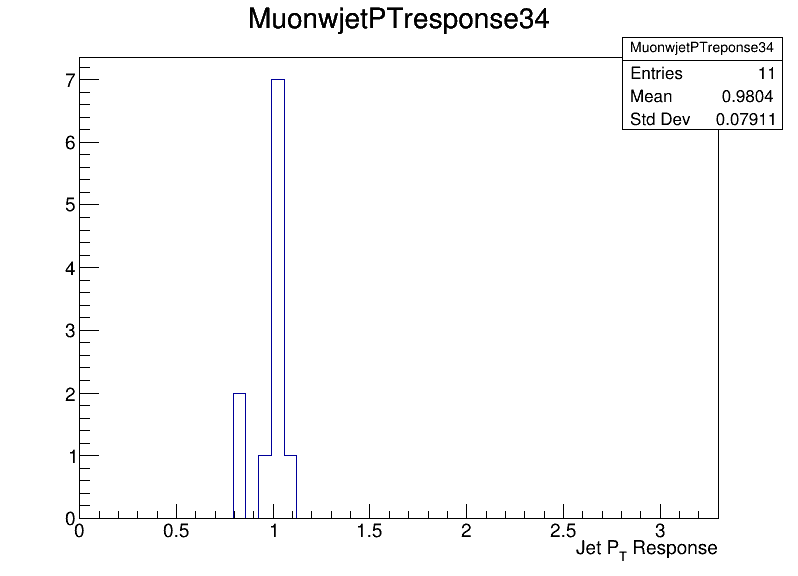 MuonwjetPTresponse34
MuonwjetPTreponse34
Entries 11
Mean 0.9804
Std Dev 0.07911
7
6
5
4
3
2
1
0
0 0.5 1 1.5 2 2.5 3
Jet P_T Response